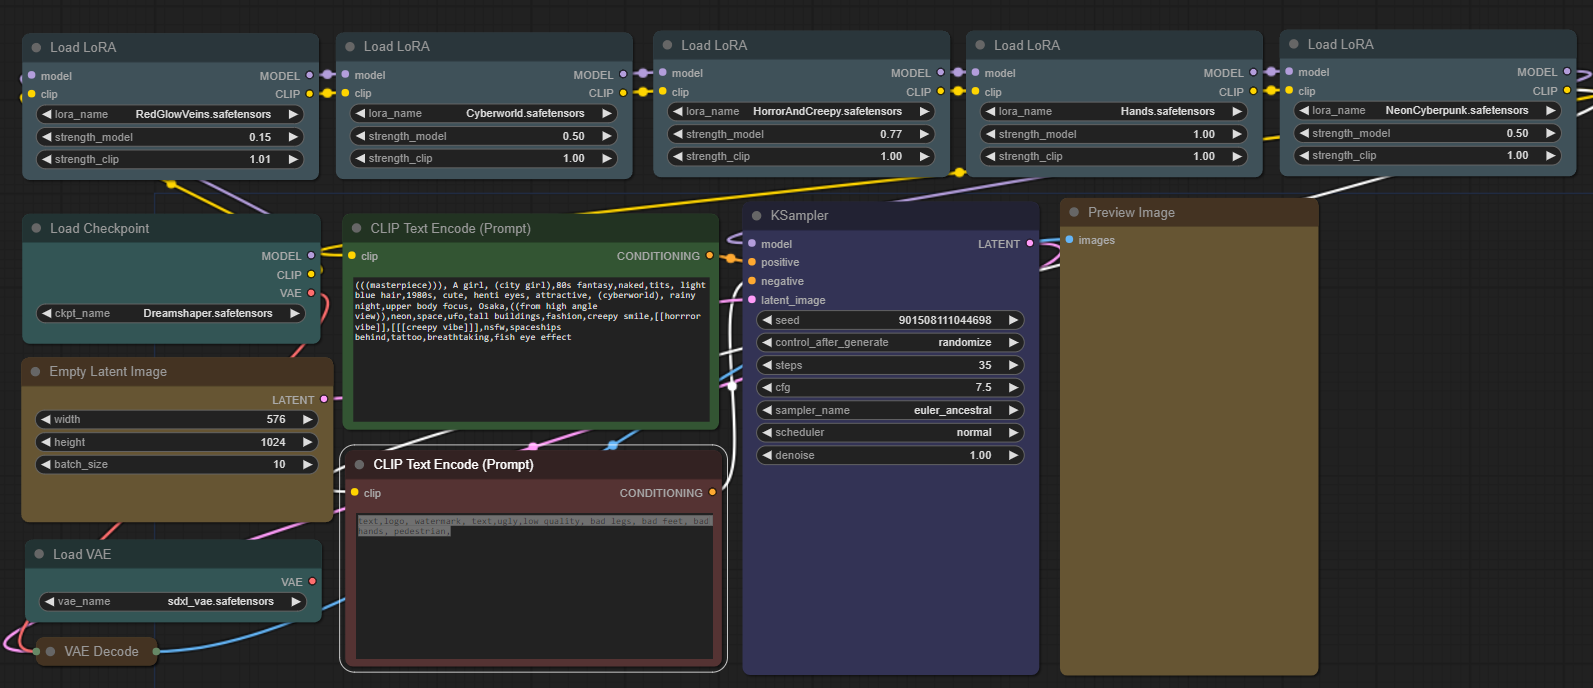 Load LoRA
model MODEL
clip CLIP
lora_name RedGlowVeins.safetensors
strength_model 0.15
strength_clip 1.01
Load LoRA
model MODEL
clip CLIP
lora_name Cyberworld.safetensors
strength_model 0.50
strength_clip 1.00
Load LoRA
model MODEL
clip CLIP
lora_name HorrorAndCreepy.safetensors
strength_model 0.77
strength_clip 1.00
Load LoRA
model MODEL
clip CLIP
lora_name Hands.safetensors
strength_model 1.00
strength_clip 1.00
Load LoRA
model MODEL
clip CLIP
lora_name NeonCyberpunk.safetensors
strength_model 0.50
strength_clip 1.00
Load Checkpoint
MODEL
CLIP
VAE
ckpt_name Dreamshaper.safetensors
Empty Latent Image
LATENT
width 576
height 1024
batch_size 10
Load VAE
VAE
vae_name sdxl_vae.safetensors
VAE Decode
CLIP Text Encode (Prompt)
clip CONDITIONING
(((masterpiece))), A girl, (city girl),80s fantasy,naked,tits, light
blue hair,1980s, cute, henti eyes, attractive, (cyberworld), rainy
night,upper body focus, Osaka,((from high angle
view)),neon,space,ufo,tall buildings,fashion,creepy smile,[[horrror
vibe]],[[[creepy vibe]]],nsfw,spaceships
behind,tattoo,breathtaking,fish eye effect
CLIP Text Encode (Prompt)
clip CONDITIONING
text,logo, watermark, text,ugly,low quality, bad legs, bad feet, bad
hands, pedestrian,
KSampler
model LATENT
positive
negative
latent_image
seed 901508111044698
control_after_generate randomize
steps 35
cfg 7.5
sampler_name euler_ancestral
scheduler normal
denoise 1.00
Preview Image
images